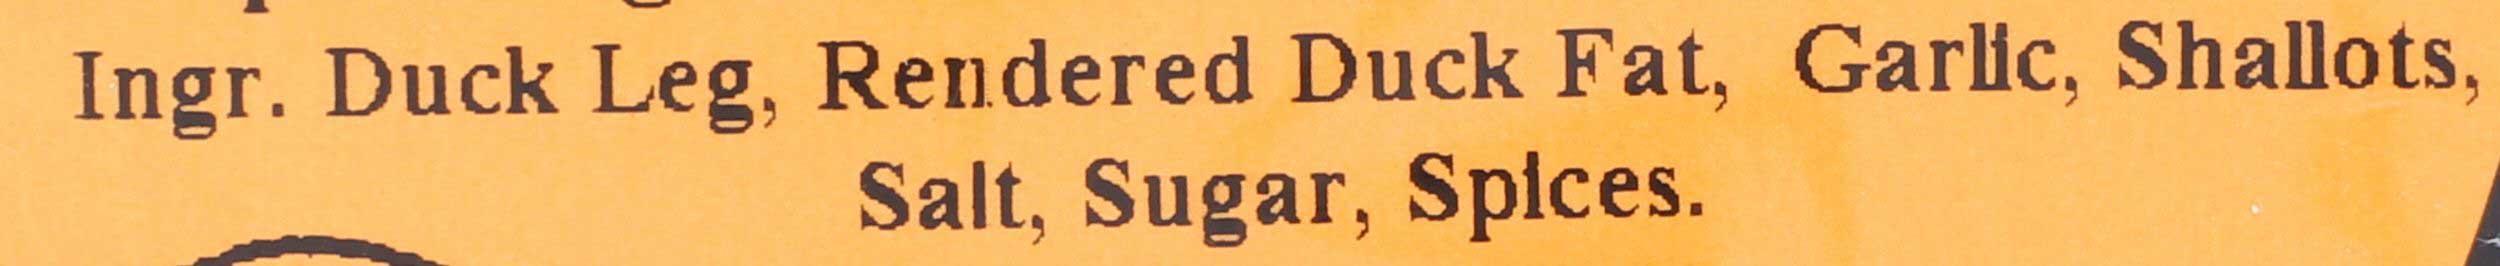 Ingr. Duck Leg, Rendered Duck Fat, Garlic, Shallots,
Salt, Sugar, Spices.